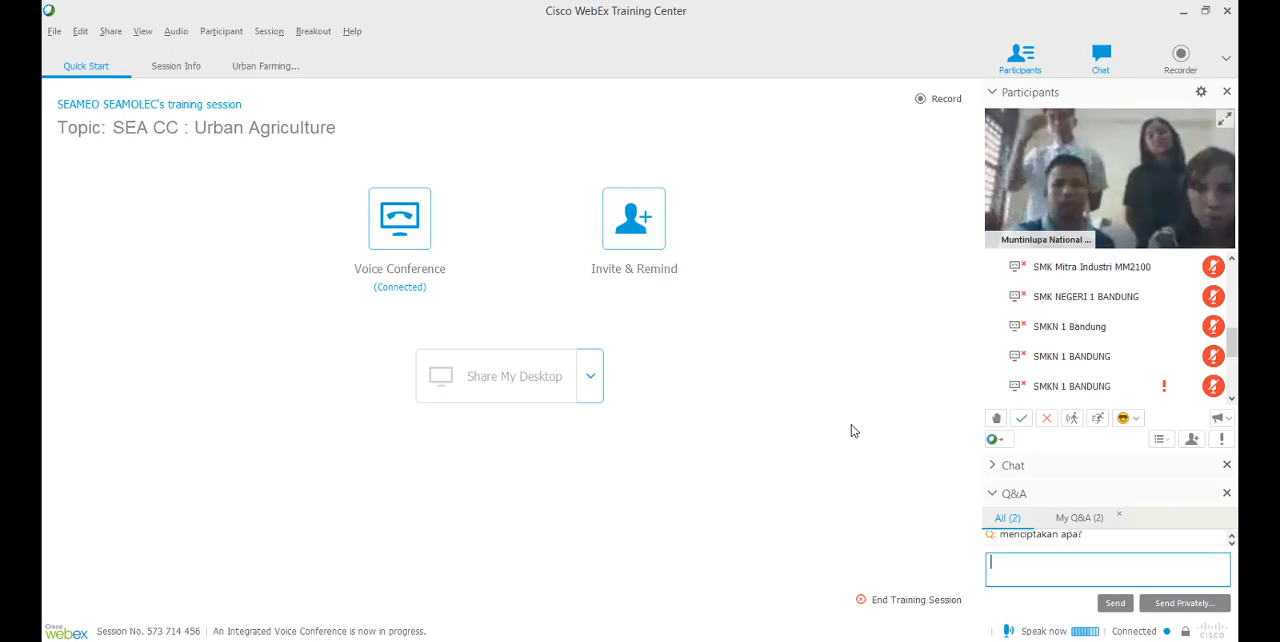 Cisco WebEx Training Center
File Edit Share View Audio Participant Session Breakout Help
Quick Start Session Info Urban Farming...
Participants Chat Recorder
SEAMEO SEAMOLEC's training session
Record
Topic: SEA CC : Urban Agriculture
Voice Conference
(Connected)
Invite & Remind
Share My Desktop
End Training Session
Participants
Muntinlupa National ...
SMK Mitra Industri MM2100
SMK NEGERI 1 BANDUNG
SMKN 1 Bandung
SMKN 1 BANDUNG
SMKN 1 BANDUNG
Chat
Q&A
All (2) My Q&A (2)
Q: menciptakan apa?
Send Send Privately...
Cisco webex Session No. 573 714 456 | An Integrated Voice Conference is now in progress.
Speak now Connected cisco